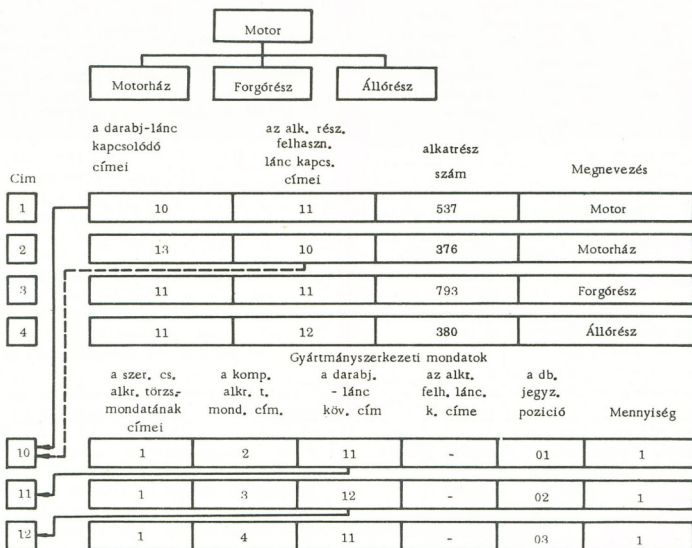 Motor
Motorház Forgórész Állórész
a darabj-lánc az alk. rész.
kapcsolódó felhaszn. alkatrész
címei lánc kapcs. szám Megnevezés
Cim címei
1 10 11 537 Motor
2 13 10 376 Motorház
3 11 11 793 Forgórész
4 11 12 380 Állórész
Gyártmányszerkezeti mondatok
a szer. cs. a komp. a darabj. az alkt. a db.
alkr. törzs- alkr. t. - lánc felh. lánc. jegyz.
mondatának mond. cím. köv. cím k. címe pozició Mennyiség
címei
10 1 2 11 - 01 1
11 1 3 12 - 02 1
12 1 4 11 - 03 1